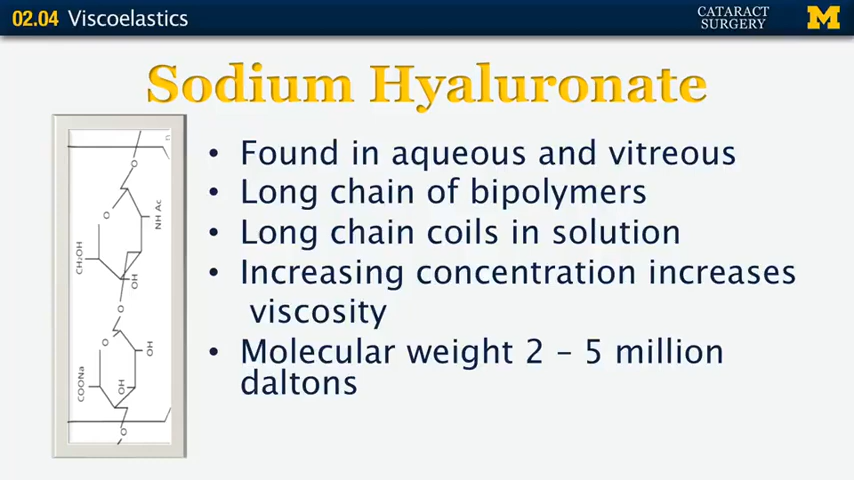 02.04 Viscoelastics
CATARACT
SURGERY
M
Sodium Hyaluronate
• Found in aqueous and vitreous
• Long chain of bipolymers
• Long chain coils in solution
• Increasing concentration increases
viscosity
• Molecular weight 2 – 5 million
daltons
n
O
NH Ac
O
CH₂OH
OH
O
O
OH
OH
COONa
O